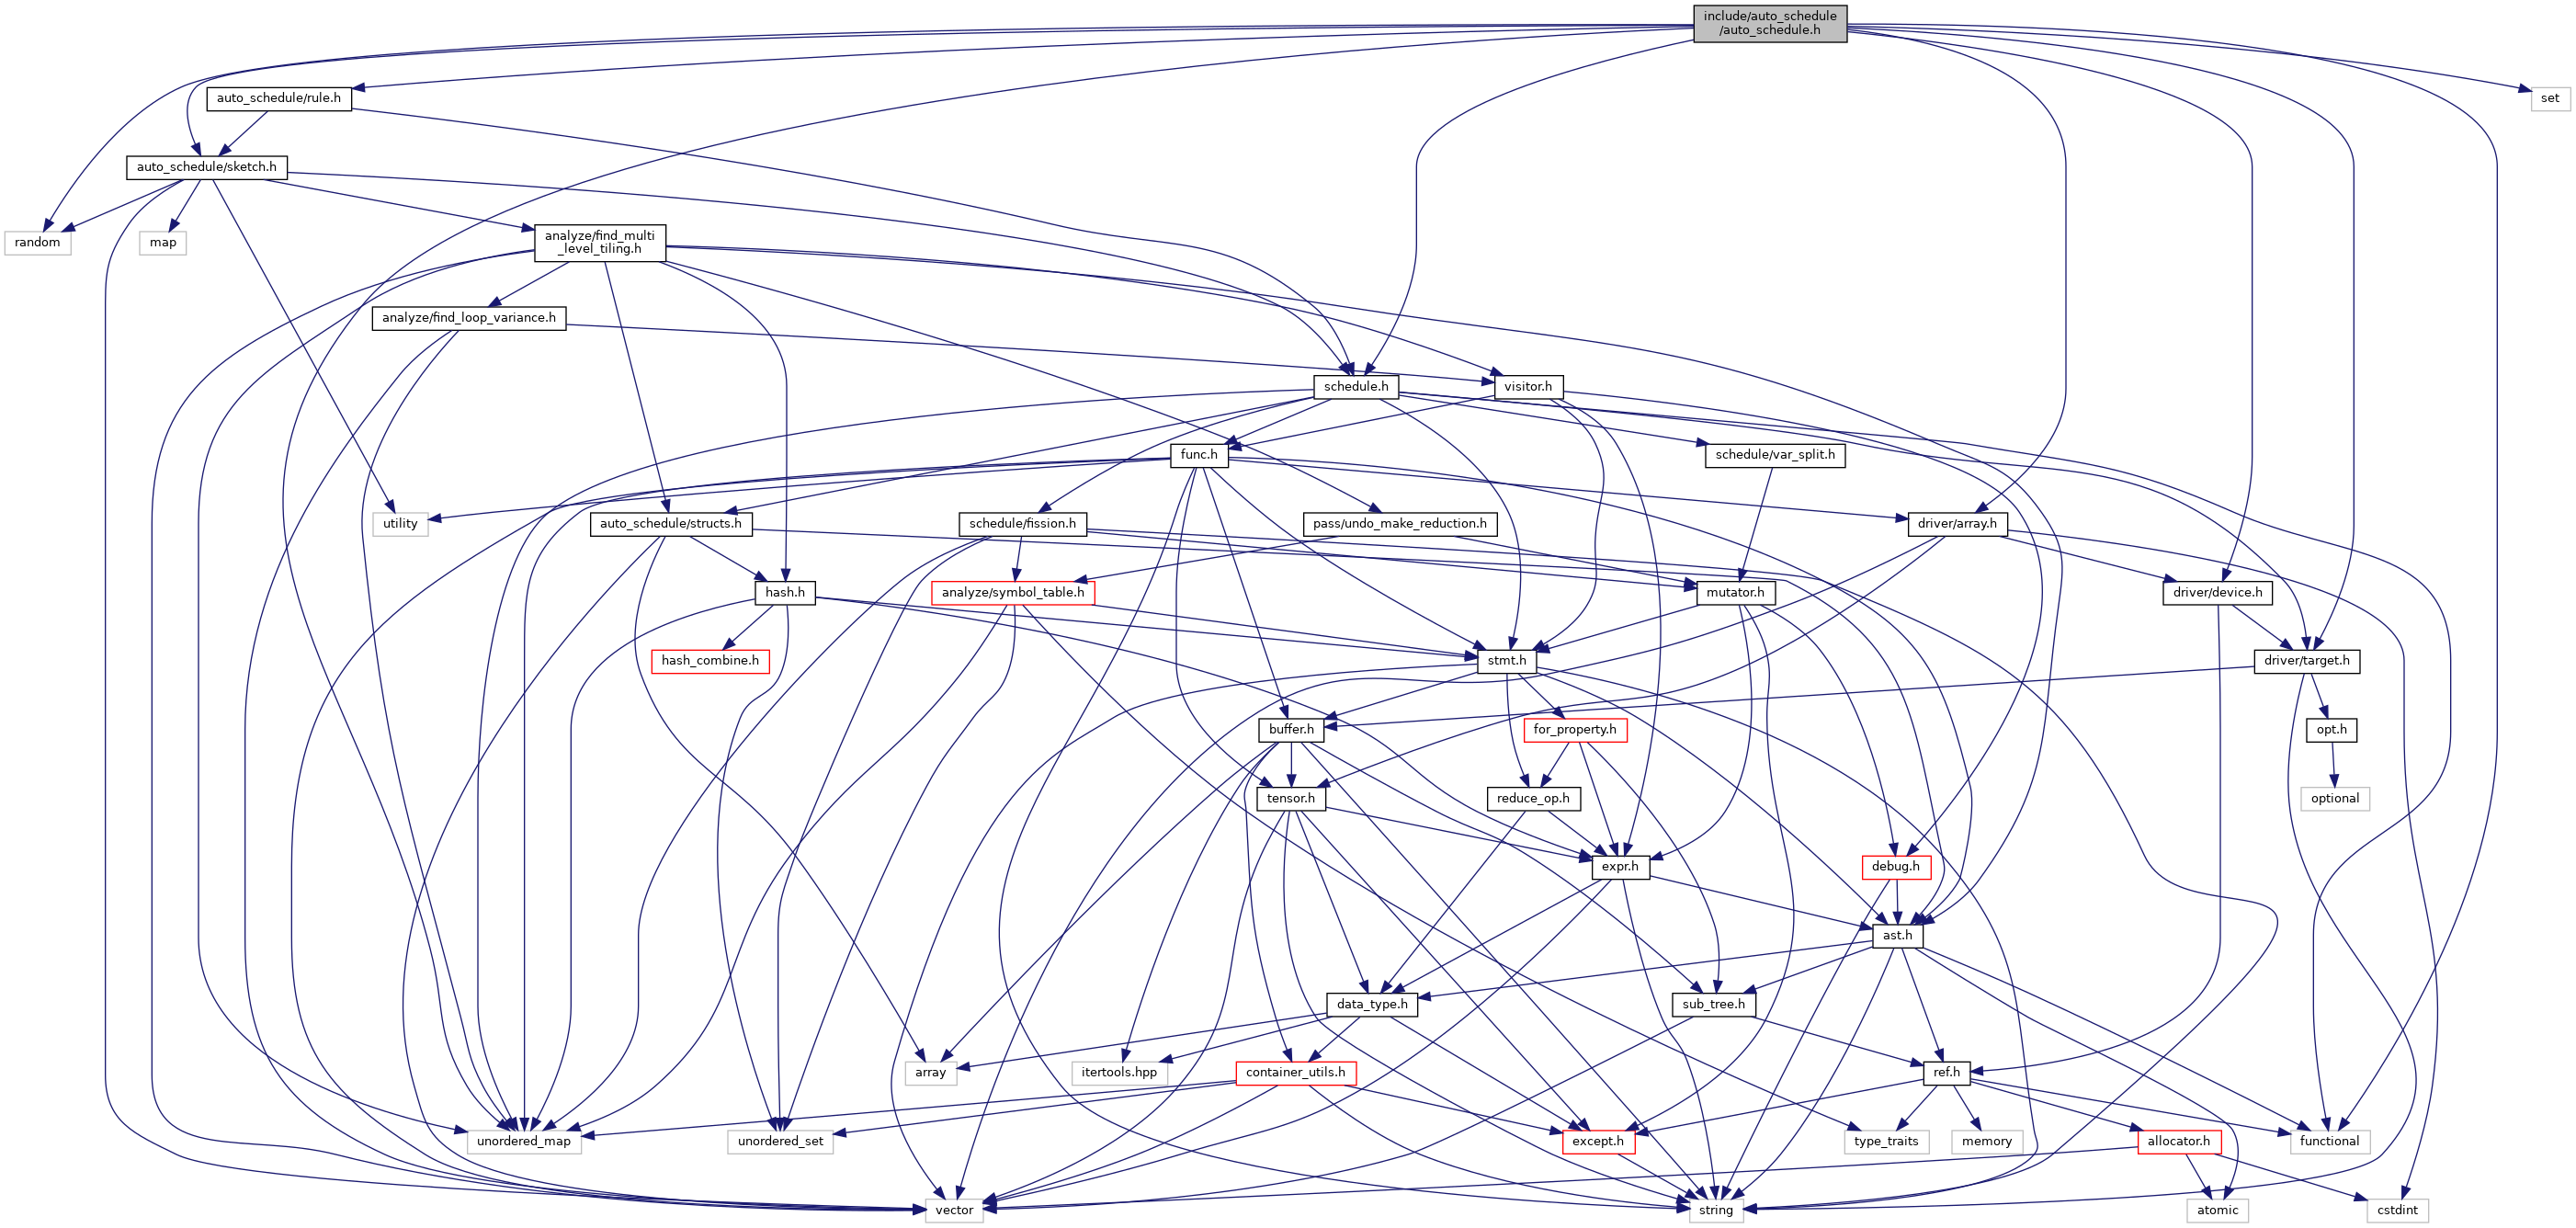 include/auto_schedule
/auto_schedule.h
auto_schedule/rule.h
set
auto_schedule/sketch.h
random
map
analyze/find_multi
_level_tiling.h
analyze/find_loop_variance.h
schedule.h
visitor.h
func.h
schedule/var_split.h
utility
auto_schedule/structs.h
schedule/fission.h
pass/undo_make_reduction.h
driver/array.h
hash.h
analyze/symbol_table.h
mutator.h
driver/device.h
hash_combine.h
stmt.h
driver/target.h
buffer.h
for_property.h
opt.h
tensor.h
reduce_op.h
optional
expr.h
debug.h
ast.h
data_type.h
sub_tree.h
array
itertools.hpp
container_utils.h
ref.h
unordered_map
unordered_set
except.h
type_traits
memory
allocator.h
functional
vector
string
atomic
cstdint